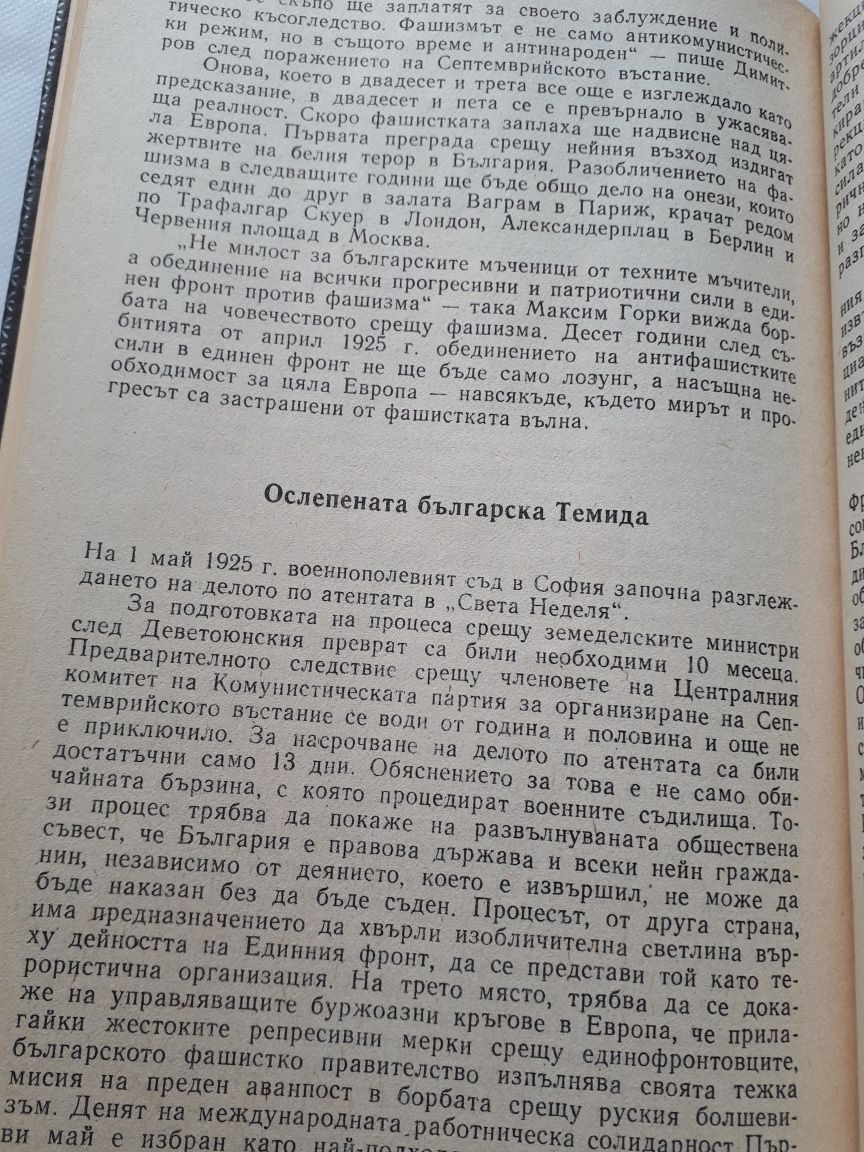 скъпо ще заплатят за своето заблуждение и поли-
тическо късогледство. Фашизмът е не само антикомунистичес-
ки режим, но в същото време и антинароден“ — пише Димит-
ров след поражението на Септемврийското въстание.
Онова, което в двадесет и трета все още е изглеждало като
предсказание, в двадесет и пета се е превърнало в ужасява-
ща реалност. Скоро фашистката заплаха ще надвисне над ця-
ла Европа. Първата преграда срещу нейния възход издигат
жертвите на белия терор в България. Разобличението на фа-
шизма в следващите години ще бъде общо дело на онези, които
седят един до друг в залата Ваграм в Париж, крачат редом
по Трафалгар Скуер в Лондон, Александерплац в Берлин и
Червения площад в Москва.
„Не милост за българските мъченици от техните мъчители,
а обединение на всички прогресивни и патриотични сили в еди-
нен фронт против фашизма“ — така Максим Горки вижда бор-
бата на човечеството срещу фашизма. Десет години след съ-
битията от април 1925 г. обединението на антифашистките
сили в единен фронт не ще бъде само лозунг, а насъщна не-
обходимост за цяла Европа — навсякъде, където мирът и про-
гресът са застрашени от фашистката вълна.
Ослепената българска Темида
На 1 май 1925 г. военнополевият съд в София започна разглеж-
дането на делото по атентата в „Света Неделя“.
За подготовката на процеса срещу земеделските министри
след Деветоюнския преврат са били необходими 10 месеца.
Предварителното следствие срещу членовете на Централния
комитет на Комунистическата партия за организиране на Сеп-
темврийското въстание се води от година и половина и още не
е приключило. За насрочване на делото по атентата са били
достатъчни само 13 дни. Обяснението за това е не само оби-
чайната бързина, с която процедират военните съдилища. То-
зи процес трябва да покаже на развълнуваната обществена
съвест, че България е правова държава и всеки нейн гражда-
нин, независимо от деянието, което е извършил, не може да
бъде наказан без да бъде съден. Процесът, от друга страна,
има предназначението да хвърли изобличителна светлина вър-
ху дейността на Единния фронт, да се представи той като те-
рористична организация. На трето място, трябва да се дока-
же на управляващите буржоазни кръгове в Европа, че прила-
гайки жестоките репресивни мерки срещу единофронтовците,
българското фашистко правителство изпълнява своята тежка
мисия на преден аванпост в борбата срещу руския болшеви-
зъм. Денят на международната работническа солидарност Пър-
ви май е избран като